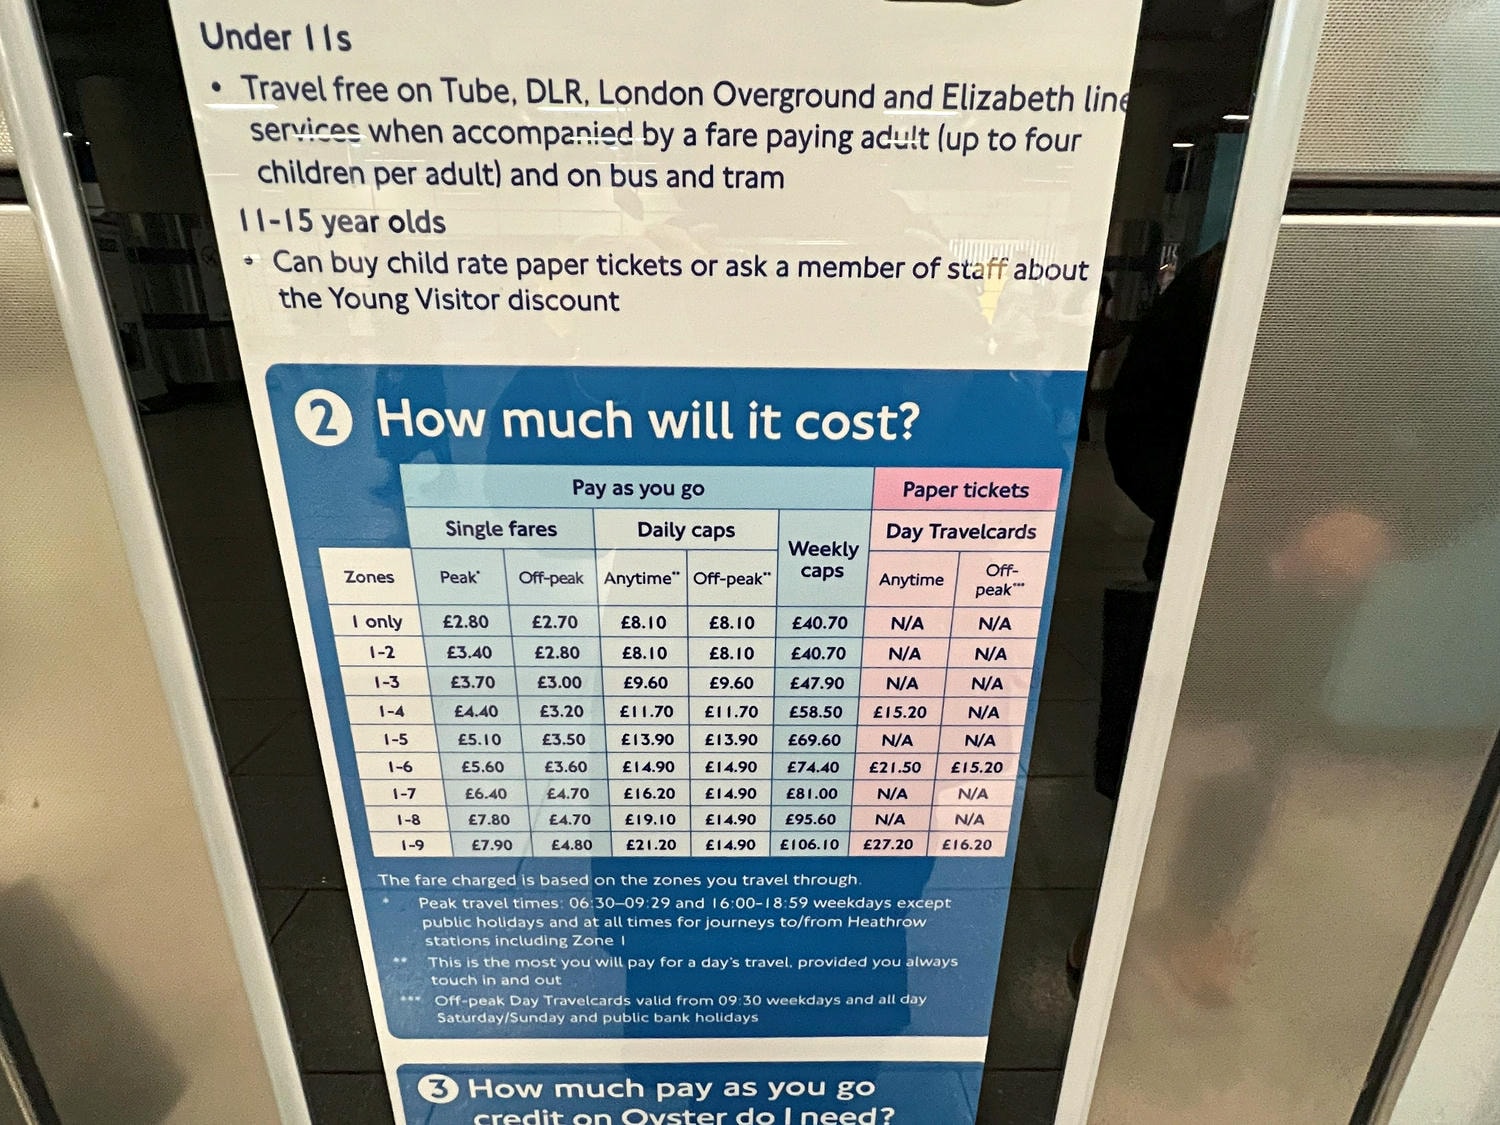 Under 11s
• Travel free on Tube, DLR, London Overground and Elizabeth line
services when accompanied by a fare paying adult (up to four
children per adult) and on bus and tram
11-15 year olds
• Can buy child rate paper tickets or ask a member of staff about
the Young Visitor discount
2 How much will it cost?
Pay as you go Paper tickets
Single fares Daily caps Weekly caps Day Travelcards
Zones Peak* Off-peak Anytime** Off-peak** Anytime Off-peak***
1 only £2.80 £2.70 £8.10 £8.10 £40.70 N/A N/A
1-2 £3.40 £2.80 £8.10 £8.10 £40.70 N/A N/A
1-3 £3.70 £3.00 £9.60 £9.60 £47.90 N/A N/A
1-4 £4.40 £3.20 £11.70 £11.70 £58.50 £15.20 N/A
1-5 £5.10 £3.50 £13.90 £13.90 £69.60 N/A N/A
1-6 £5.60 £3.60 £14.90 £14.90 £74.40 £21.50 £15.20
1-7 £6.40 £4.70 £16.20 £14.90 £81.00 N/A N/A
1-8 £7.80 £4.70 £19.10 £14.90 £95.60 N/A N/A
1-9 £7.90 £4.80 £21.20 £14.90 £106.10 £27.20 £16.20
The fare charged is based on the zones you travel through.
* Peak travel times: 06:30–09:29 and 16:00-18:59 weekdays except
public holidays and at all times for journeys to/from Heathrow
stations including Zone 1
** This is the most you will pay for a day's travel, provided you always
touch in and out
*** Off-peak Day Travelcards valid from 09:30 weekdays and all day
Saturday/Sunday and public bank holidays
3 How much pay as you go
credit on Oyster do I need?